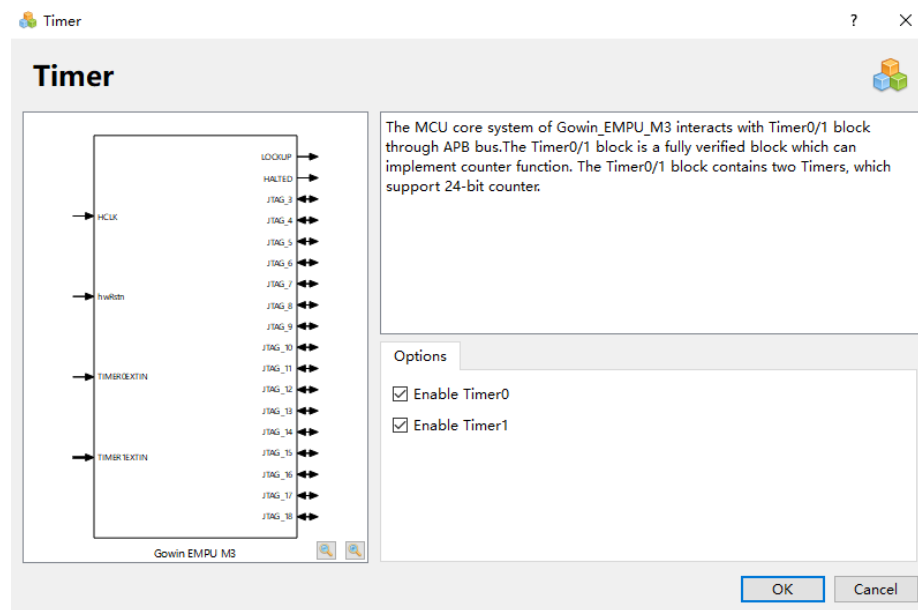 Timer
?
Timer
LOCKUP
HALTED
JTAG_3
HCLK
JTAG_4
JTAG_5
JTAG_6
JTAG_7
hwRstn
JTAG_8
JTAG_9
JTAG_10
JTAG_11
TIMER0EXTIN
JTAG_12
JTAG_13
JTAG_14
JTAG_15
TIMER1EXTIN
JTAG_16
JTAG_17
JTAG_18
Gowin EMPU M3
The MCU core system of Gowin_EMPU_M3 interacts with Timer0/1 block
through APB bus.The Timer0/1 block is a fully verified block which can
implement counter function. The Timer0/1 block contains two Timers, which
support 24-bit counter.
Options
Enable Timer0
Enable Timer1
OK
Cancel